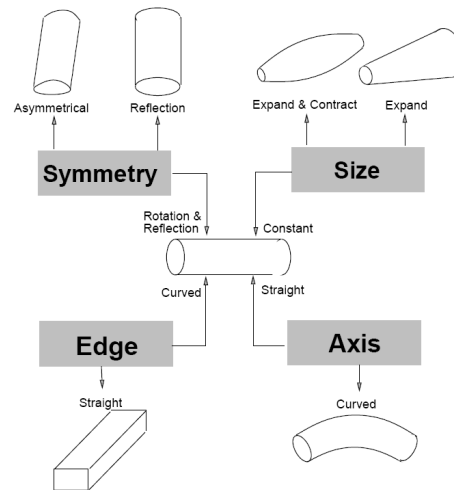 Asymmetrical
Reflection
Expand & Contract
Expand
Symmetry
Size
Rotation &
Reflection
Constant
Curved
Straight
Edge
Axis
Straight
Curved